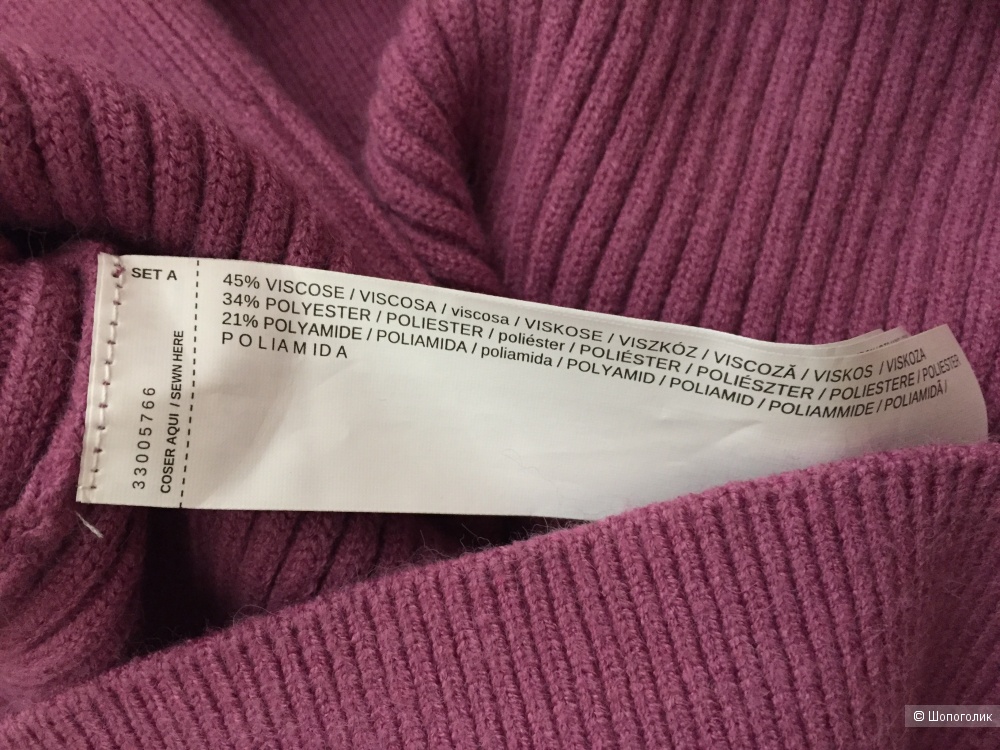 SET A
33005766
COSER AQUI / SEWN HERE
45% VISCOSE / VISCOSA / viscosa / VISKOSE / VISZKÓZ / VISCOZĂ / VISKOS / VISKOZA
34% POLYESTER / POLIESTER / poliéster / POLIÉSTER / POLIÉSZTER / POLIESTERE / POLIESTER
21% POLYAMIDE / POLIAMIDA / poliamida / POLYAMID / POLIAMID / POLIAMMIDE / POLIAMIDĂ /
POLIAMIDA
© Шопоголик